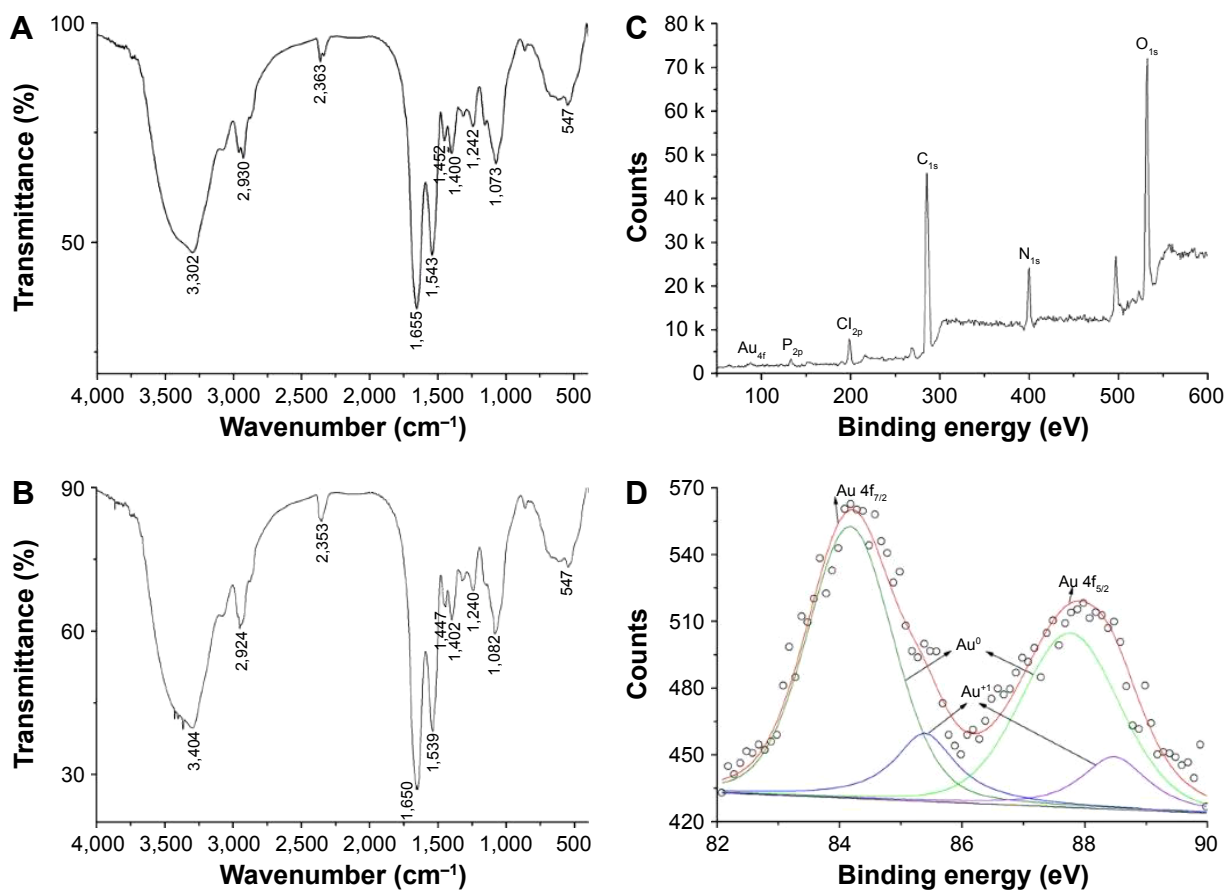 A
Transmittance (%)
100
50
3,302
2,930
2,363
1,655
1,543
1,452
1,400
1,242
1,073
547
4,000 3,500 3,000 2,500 2,000 1,500 1,000 500
Wavenumber (cm⁻¹)
B
Transmittance (%)
90
60
30
3,404
2,924
2,353
1,650
1,539
1,447
1,402
1,240
1,082
547
4,000 3,500 3,000 2,500 2,000 1,500 1,000 500
Wavenumber (cm⁻¹)
C
Counts
80 k
70 k
60 k
50 k
40 k
30 k
20 k
10 k
0
Au4f
P2p
Cl2p
C1s
N1s
O1s
100 200 300 400 500 600
Binding energy (eV)
D
Counts
570
540
510
480
450
420
Au 4f7/2
Au 4f5/2
Au⁰
Au⁺¹
82 84 86 88 90
Binding energy (eV)